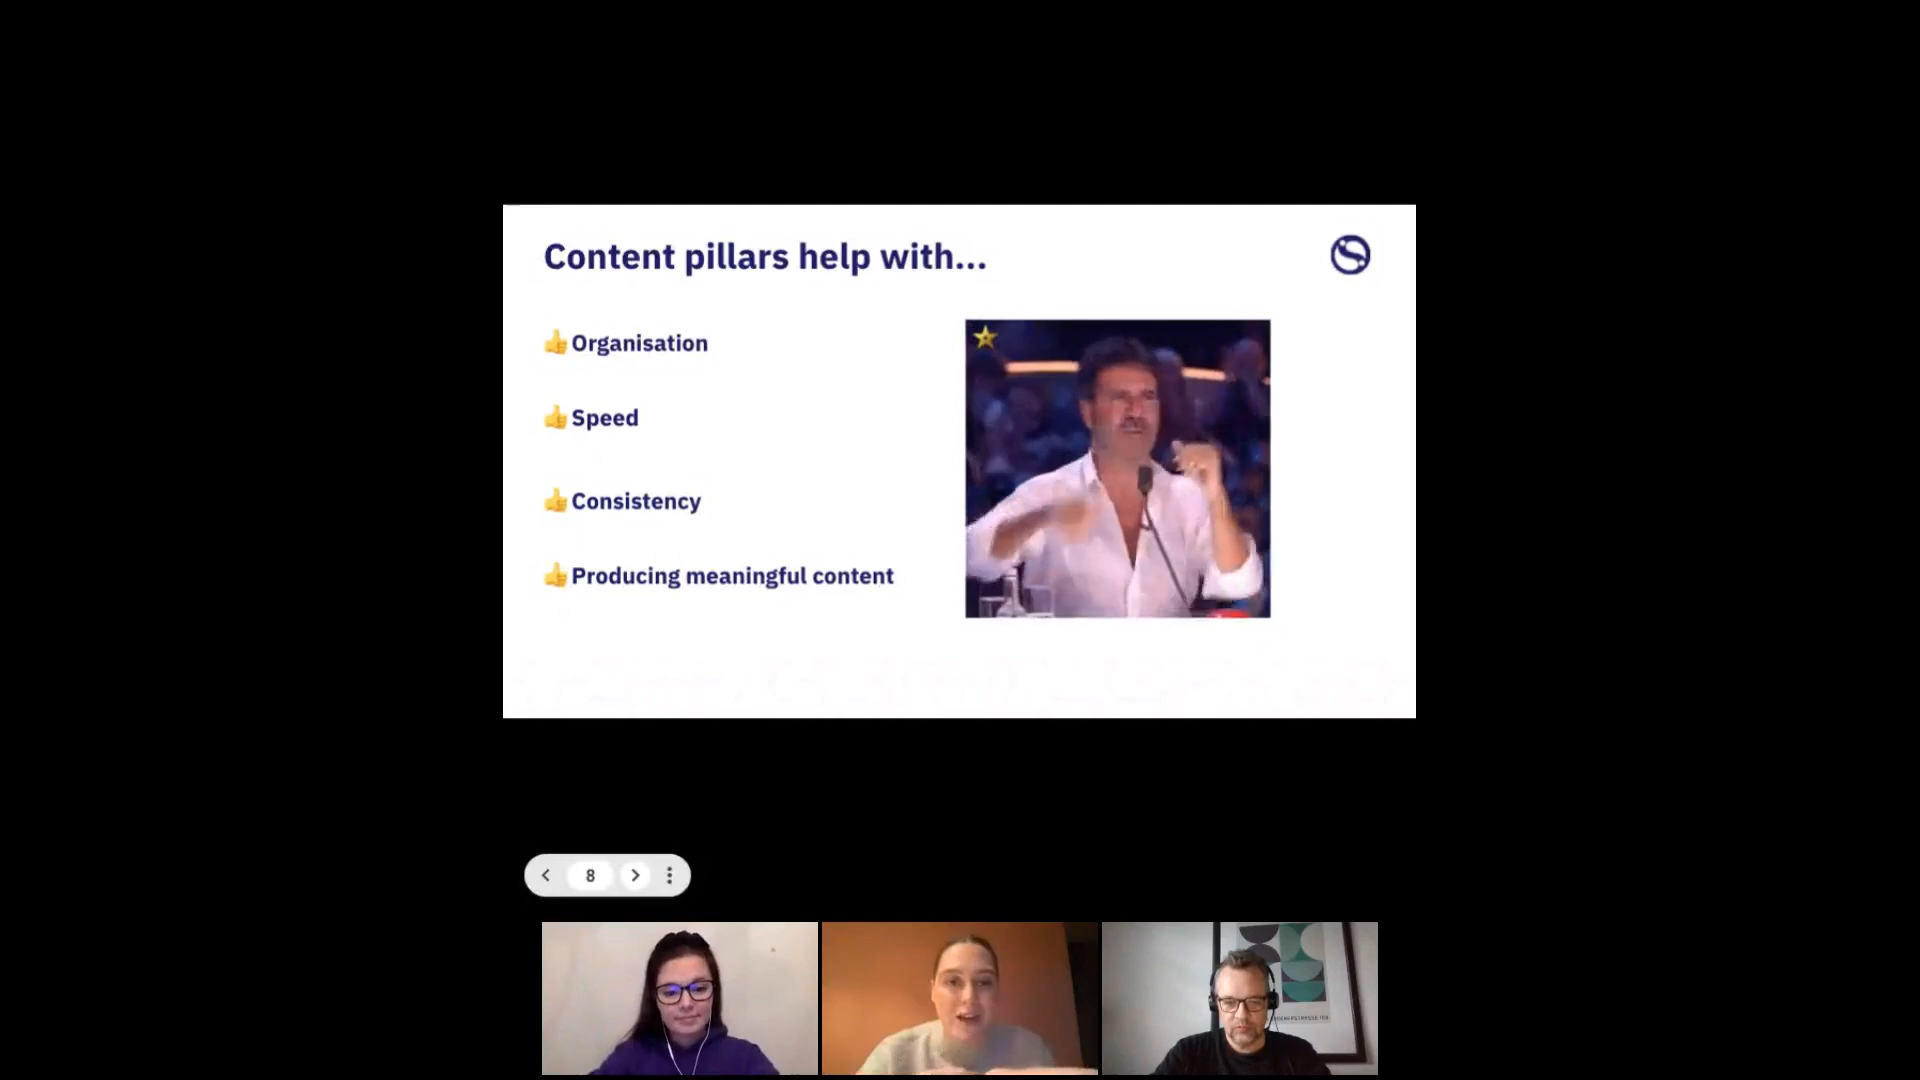 Content pillars help with...
Organisation
Speed
Consistency
Producing meaningful content
8